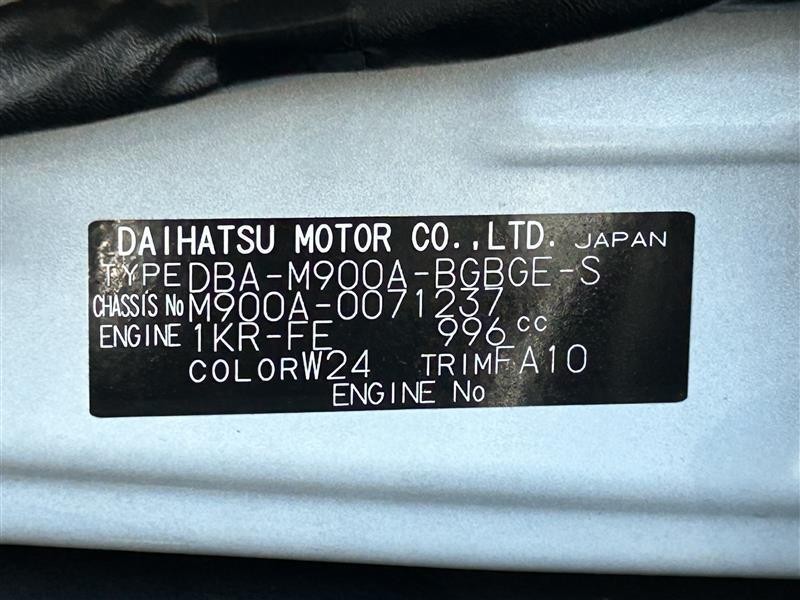 DAIHATSU MOTOR CO.,LTD. JAPAN
TYPE DBA-M900A-BGBGE-S
CHASSIS No M900A-0071237
ENGINE 1KR-FE 996 cc
COLOR W24 TRIM FA10
ENGINE No